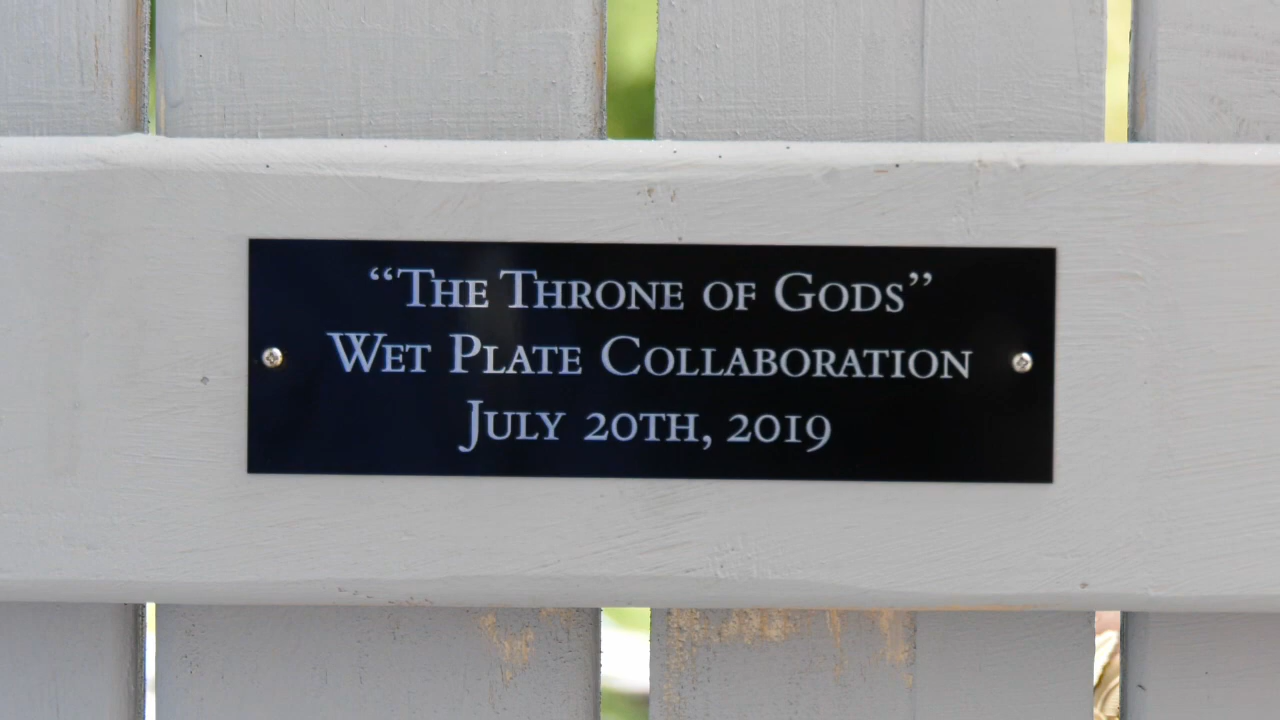 “The Throne of Gods”
Wet Plate Collaboration
July 20th, 2019